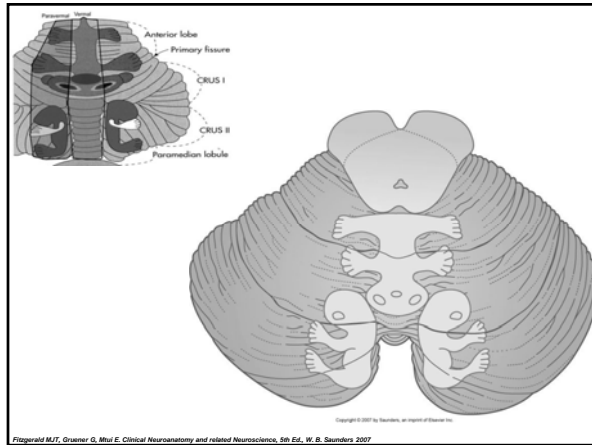 Paravermal Vermal
Anterior lobe
Primary fissure
CRUS I
CRUS II
Paramedian lobule
Copyright © 2007 by Saunders, an imprint of Elsevier Inc.
Fitzgerald MJT, Gruener G, Mtui E. Clinical Neuroanatomy and related Neuroscience, 5th Ed., W. B. Saunders 2007